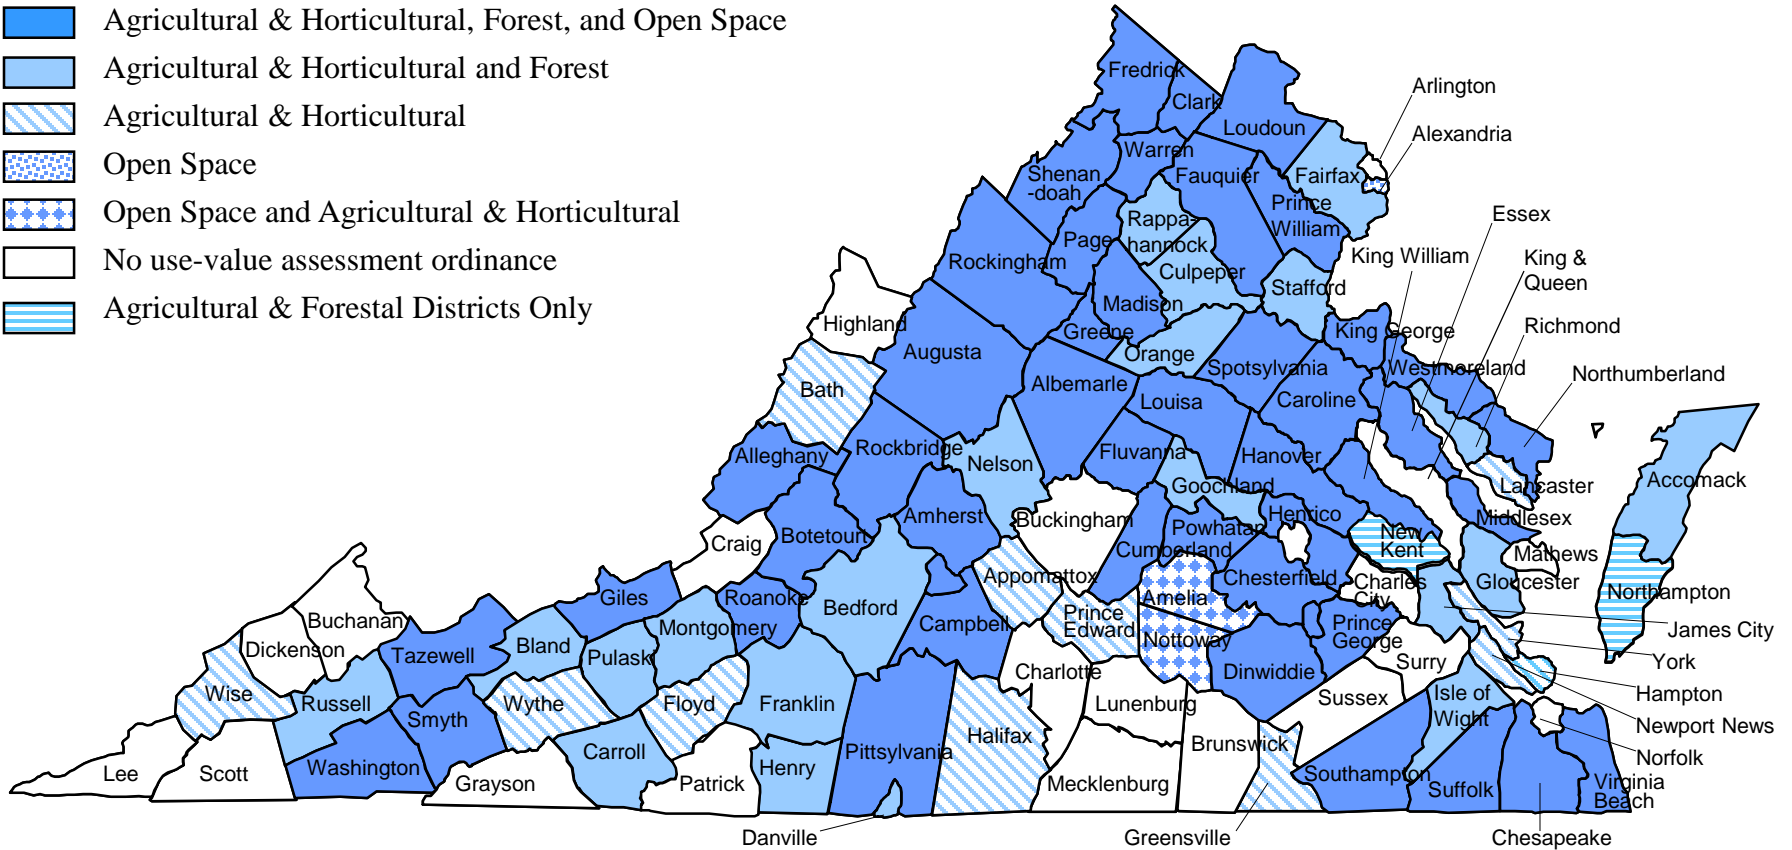 Agricultural & Horticultural, Forest, and Open Space
Agricultural & Horticultural and Forest
Agricultural & Horticultural
Open Space
Open Space and Agricultural & Horticultural
No use-value assessment ordinance
Agricultural & Forestal Districts Only
Fredrick
Clark
Loudoun
Arlington
Alexandria
Warren
Shenan
-doah
Fauquier
Fairfax
Prince
William
Rappa-
hannock
Page
Essex
King William
King &
Queen
Rockingham
Culpeper
Stafford
Madison
Highland
Greene
King George
Richmond
Augusta
Orange
Spotsylvania
Westmoreland
Northumberland
Bath
Albemarle
Louisa
Caroline
Alleghany
Rockbridge
Nelson
Fluvanna
Hanover
Goochland
Lancaster
Accomack
Craig
Botetourt
Amherst
Buckingham
Powhatan
Henrico
Middlesex
Cumberland
New
Kent
Mathews
Appomattox
Chesterfield
Charles
City
Gloucester
Giles
Roanoke
Bedford
Amelia
Northampton
Buchanan
Montgomery
Campbell
Prince
Edward
Nottoway
Prince
George
James City
Dickenson
Tazewell
Bland
Pulask
Charlotte
Dinwiddie
Surry
York
Wise
Russell
Wythe
Floyd
Franklin
Lunenburg
Sussex
Isle of
Wight
Hampton
Smyth
Newport News
Carroll
Pittsylvania
Halifax
Brunswick
Norfolk
Lee
Scott
Washington
Grayson
Patrick
Henry
Mecklenburg
Southampton
Suffolk
Virginia
Beach
Danville
Greensville
Chesapeake